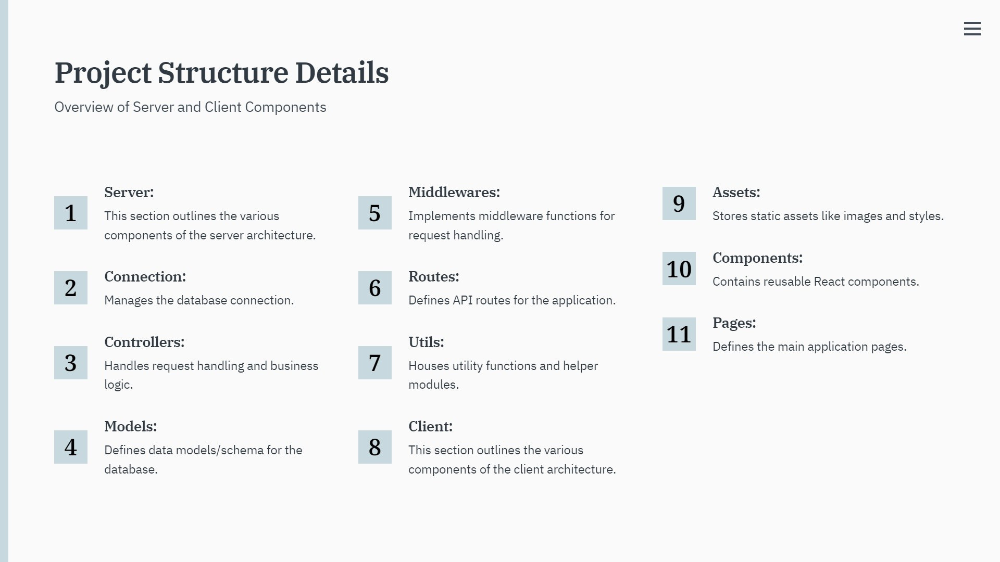 Project Structure Details
Overview of Server and Client Components
1
Server:
This section outlines the various
components of the server architecture.
2
Connection:
Manages the database connection.
3
Controllers:
Handles request handling and business
logic.
4
Models:
Defines data models/schema for the
database.
5
Middlewares:
Implements middleware functions for
request handling.
6
Routes:
Defines API routes for the application.
7
Utils:
Houses utility functions and helper
modules.
8
Client:
This section outlines the various
components of the client architecture.
9
Assets:
Stores static assets like images and styles.
10
Components:
Contains reusable React components.
11
Pages:
Defines the main application pages.